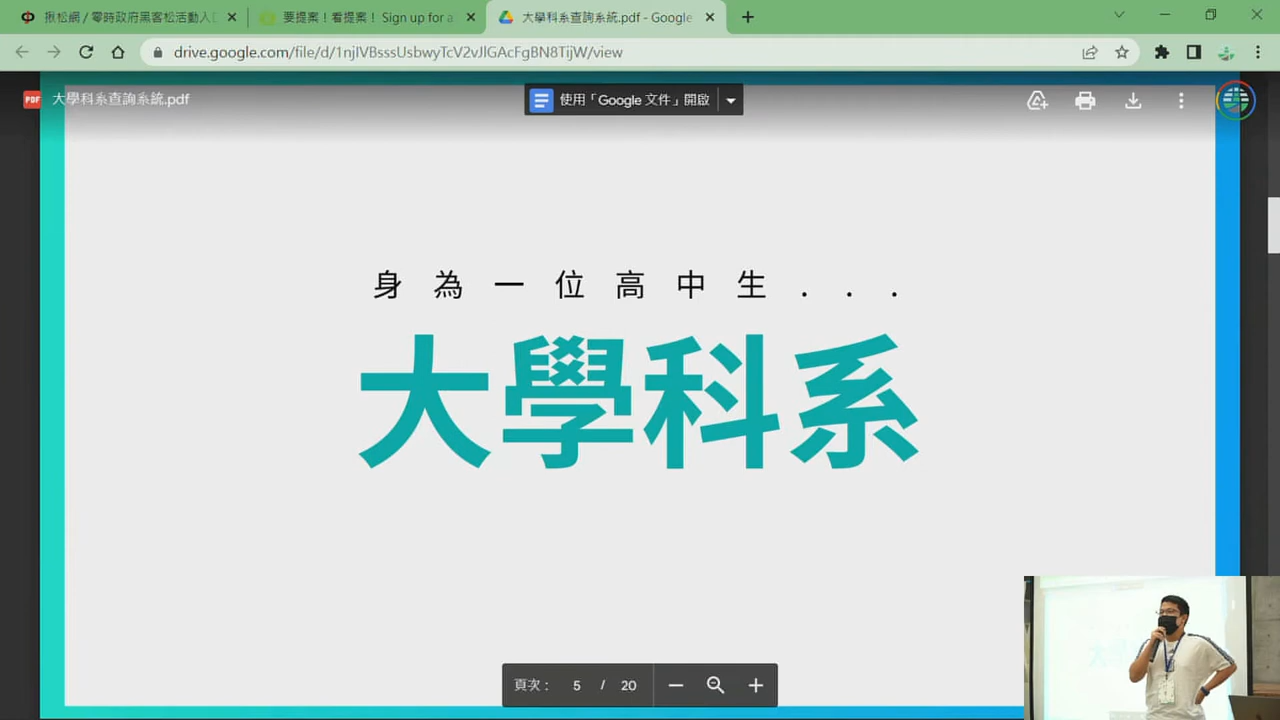 揪松網 / 零時政府黑客松活動入
要提案！看提案！ Sign up for a
大學科系查詢系統.pdf - Google
drive.google.com/file/d/1njIVBsssUsbwyTcV2vJlGAcFgBN8TijW/view
PDF 大學科系查詢系統.pdf
使用「Google 文件」開啟
身為一位高中生...
大學科系
頁次： 5 / 20